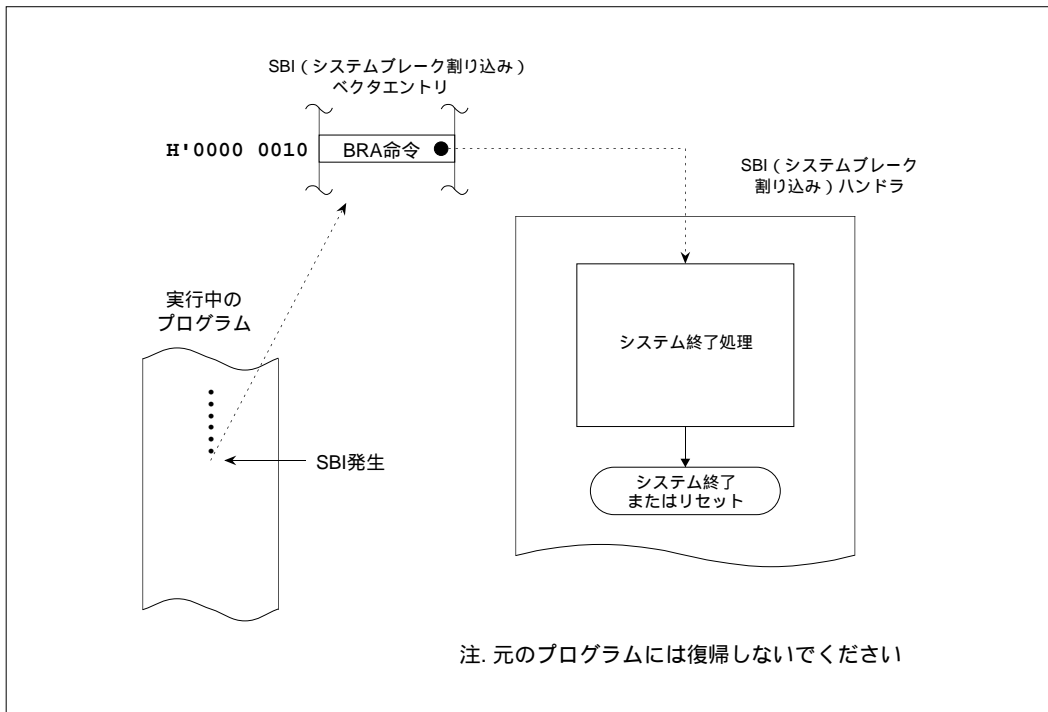 SBI（システムブレーク割り込み）
ベクタエントリ
H'0000 0010
BRA命令
SBI（システムブレーク
割り込み）ハンドラ
実行中の
プログラム
システム終了処理
SBI発生
システム終了
またはリセット
注. 元のプログラムには復帰しないでください